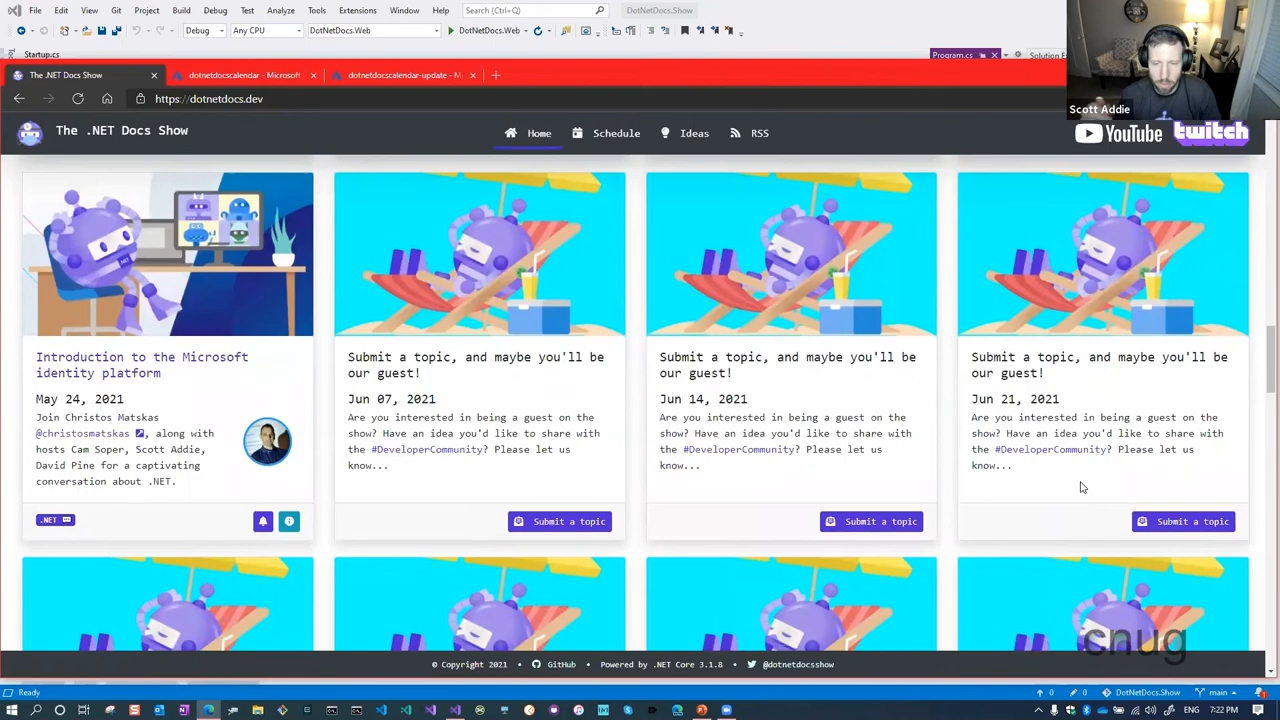 File Edit View Git Project Build Debug Test Analyze Tools Extensions Window Help Search (Ctrl+Q) DotNetDocs.Show
Debug Any CPU DotNetDocs.Web DotNetDocs.Web
Startup.cs Program.cs Solution E
The .NET Docs Show dotnetdocscalendar - Microsoft dotnetdocscalendar-update - M
https://dotnetdocs.dev
Scott Addie
The .NET Docs Show Home Schedule Ideas RSS YouTube twitch
Introduction to the Microsoft
identity platform
May 24, 2021
Join Christos Matskas
@christosmatskas , along with
hosts Cam Soper, Scott Addie,
David Pine for a captivating
conversation about .NET.
.NET
Submit a topic, and maybe you'll be
our guest!
Jun 07, 2021
Are you interested in being a guest on the
show? Have an idea you'd like to share with
the #DeveloperCommunity? Please let us
know...
Submit a topic
Submit a topic, and maybe you'll be
our guest!
Jun 14, 2021
Are you interested in being a guest on the
show? Have an idea you'd like to share with
the #DeveloperCommunity? Please let us
know...
Submit a topic
Submit a topic, and maybe you'll be
our guest!
Jun 21, 2021
Are you interested in being a guest on the
show? Have an idea you'd like to share with
the #DeveloperCommunity? Please let us
know...
Submit a topic
cnug
© Copyright 2021 • GitHub • Powered by .NET Core 3.1.8 • @dotnetdocsshow
Ready 0 0 DotNetDocs.Show main 1
ENG 7:22 PM